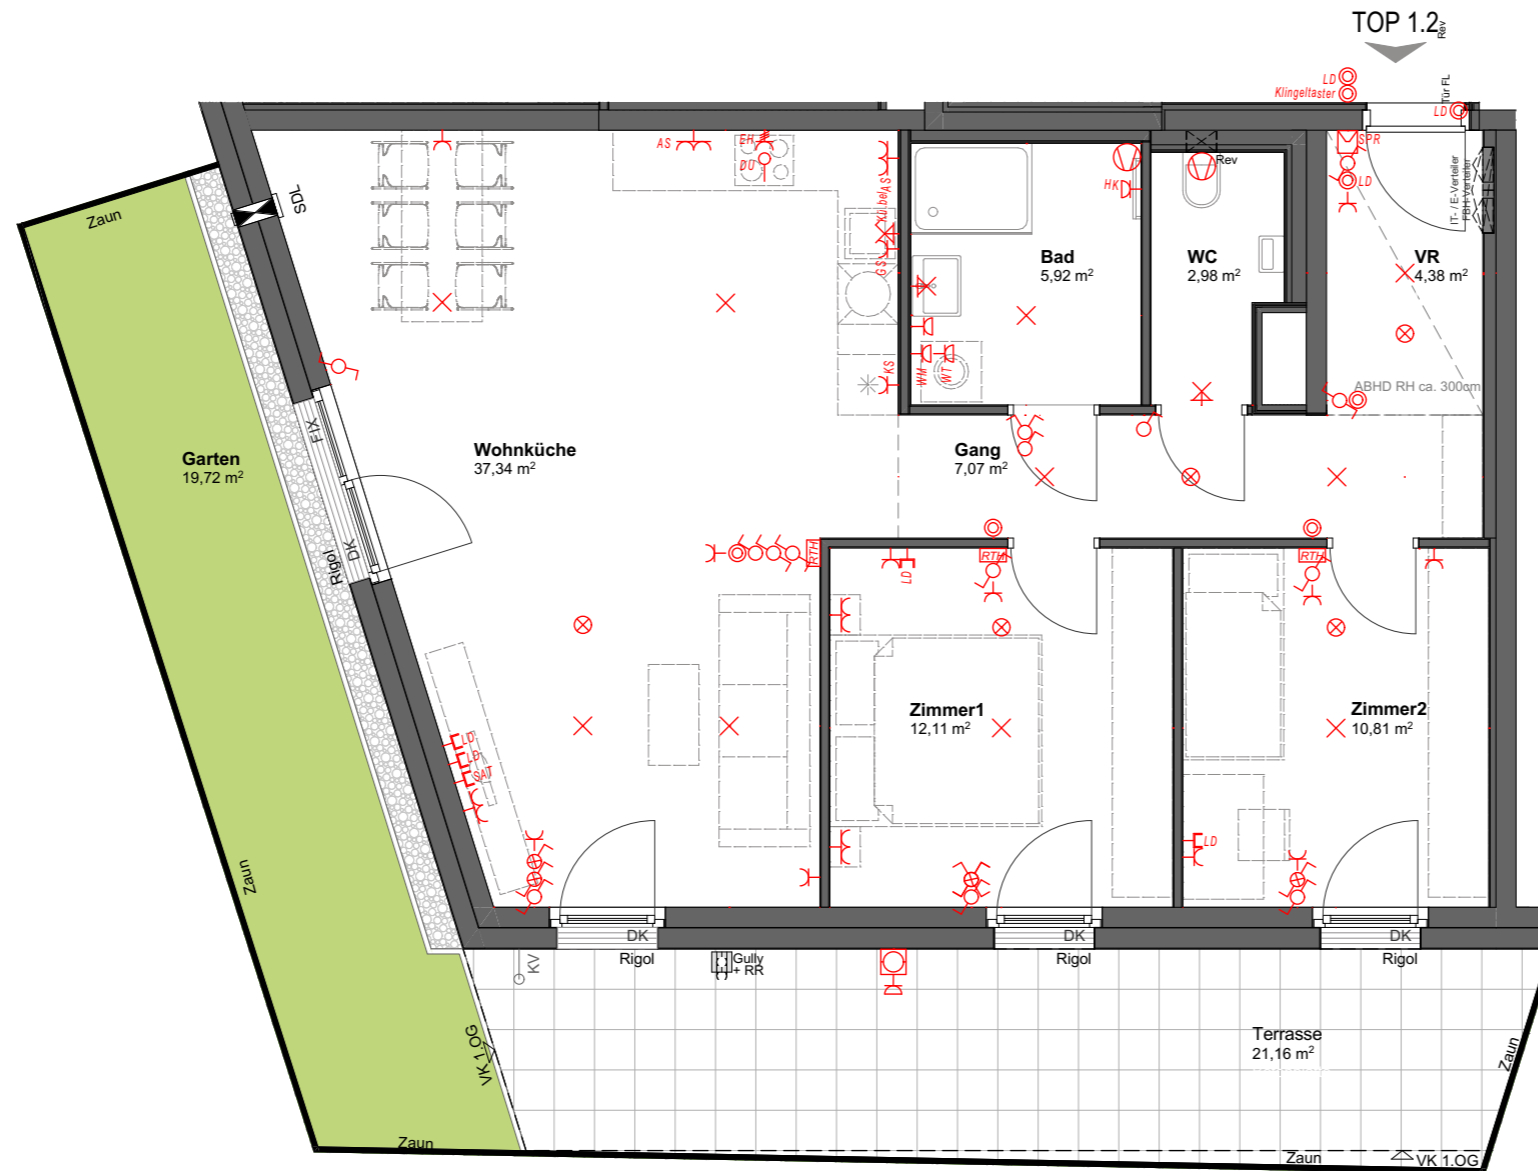 TOP 1.2
Rev
LD
Klingeltaster
Tür FL
LD
AS
EH
DU
SPR
LD
Rev
HK
AS
Kübel
GS
IT- / E-Verteiler
FBH-Verteiler
Zaun
SDL
Bad
5,92 m²
WC
2,98 m²
VR
4,38 m²
KS
WM
WT
ABHD RH ca. 300cm
FIX
Garten
19,72 m²
Wohnküche
37,34 m²
Gang
7,07 m²
DK
Rigol
RTH
LD
RTH
RTH
Zimmer1
12,11 m²
Zimmer2
10,81 m²
LD
LD
SAT
LD
Zaun
DK
DK
DK
Rigol
Rigol
Rigol
KV
Gully
+ RR
VK 1.OG
Terrasse
21,16 m²
Zaun
Zaun
Zaun
VK 1.OG